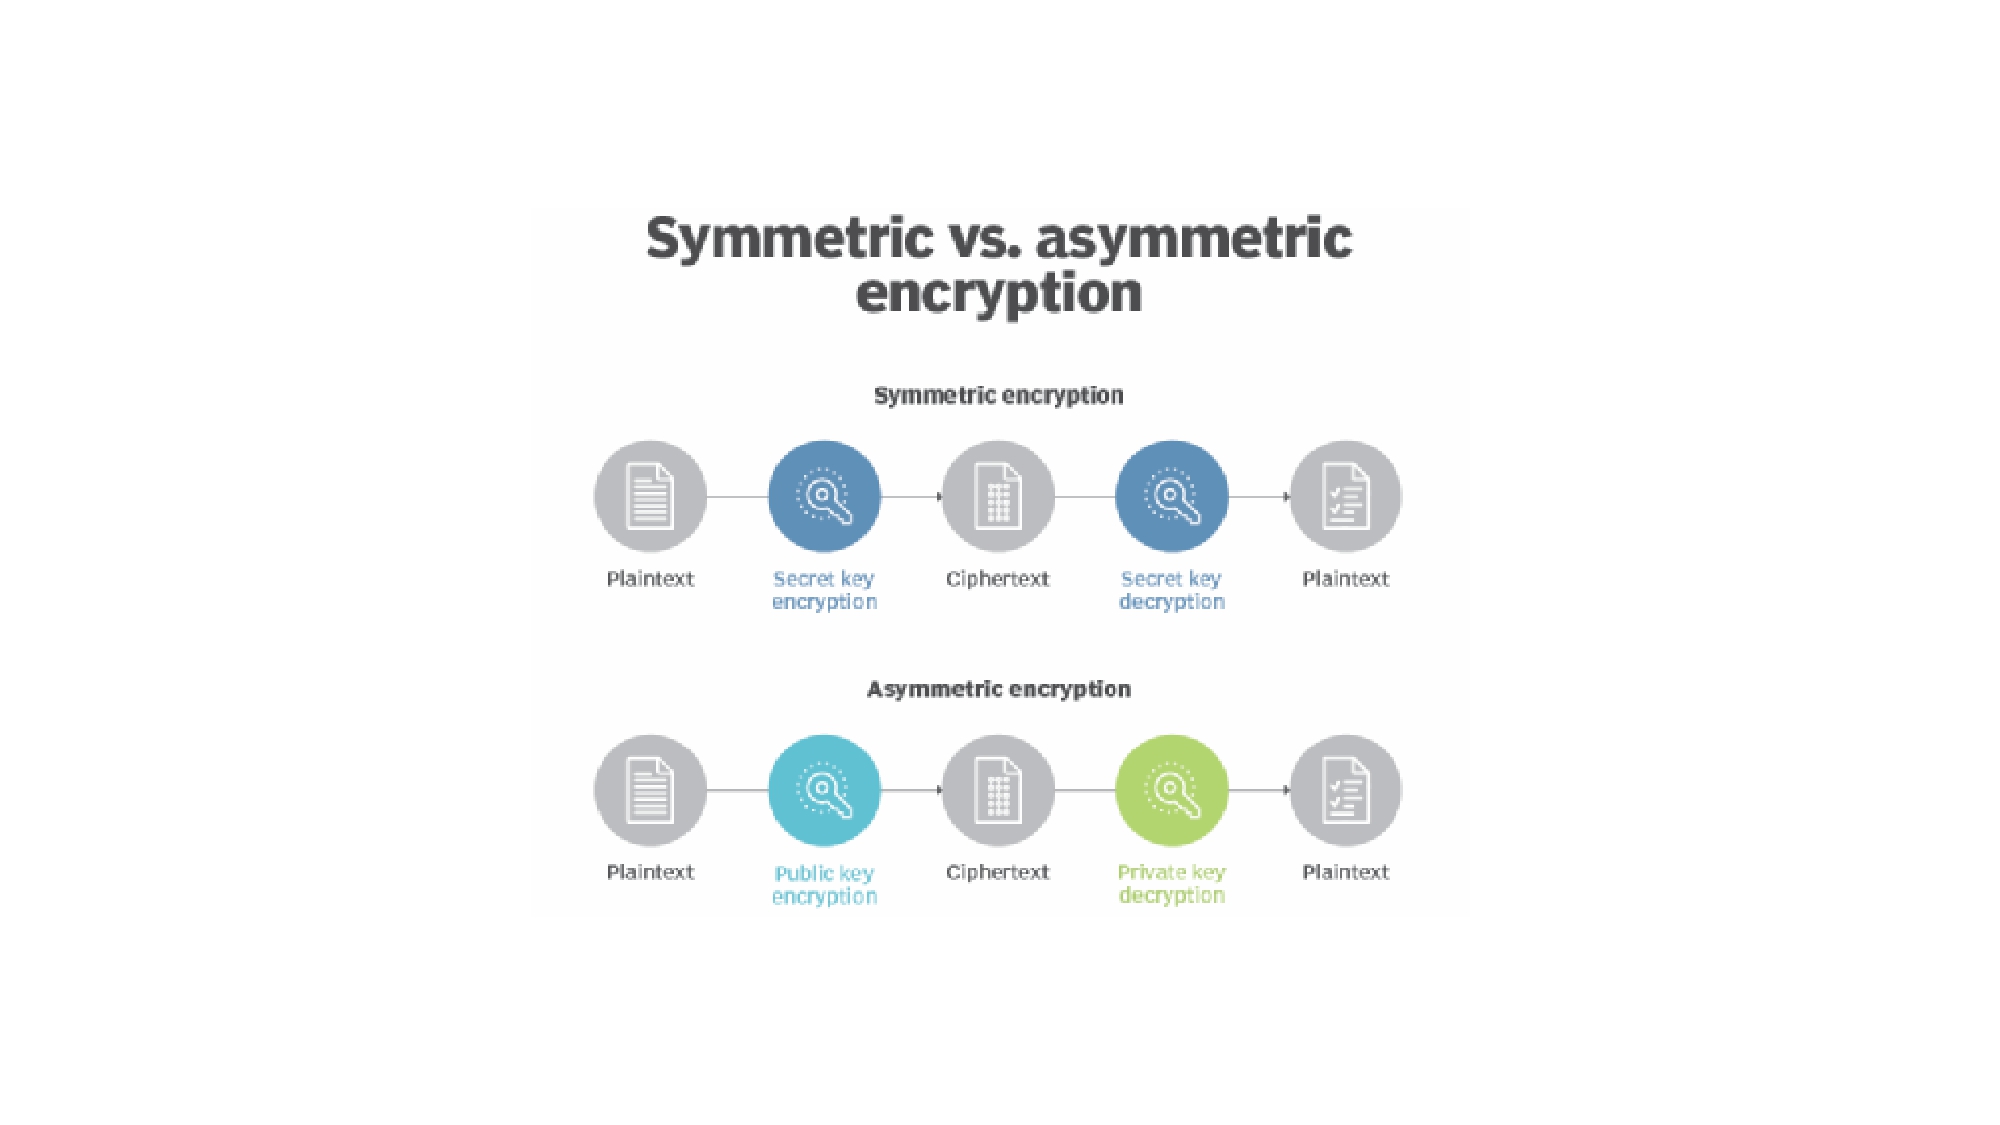 Symmetric vs. asymmetric
encryption
Symmetric encryption
Plaintext
Secret key
encryption
Ciphertext
Secret key
decryption
Plaintext
Asymmetric encryption
Plaintext
Public key
encryption
Ciphertext
Private key
decryption
Plaintext